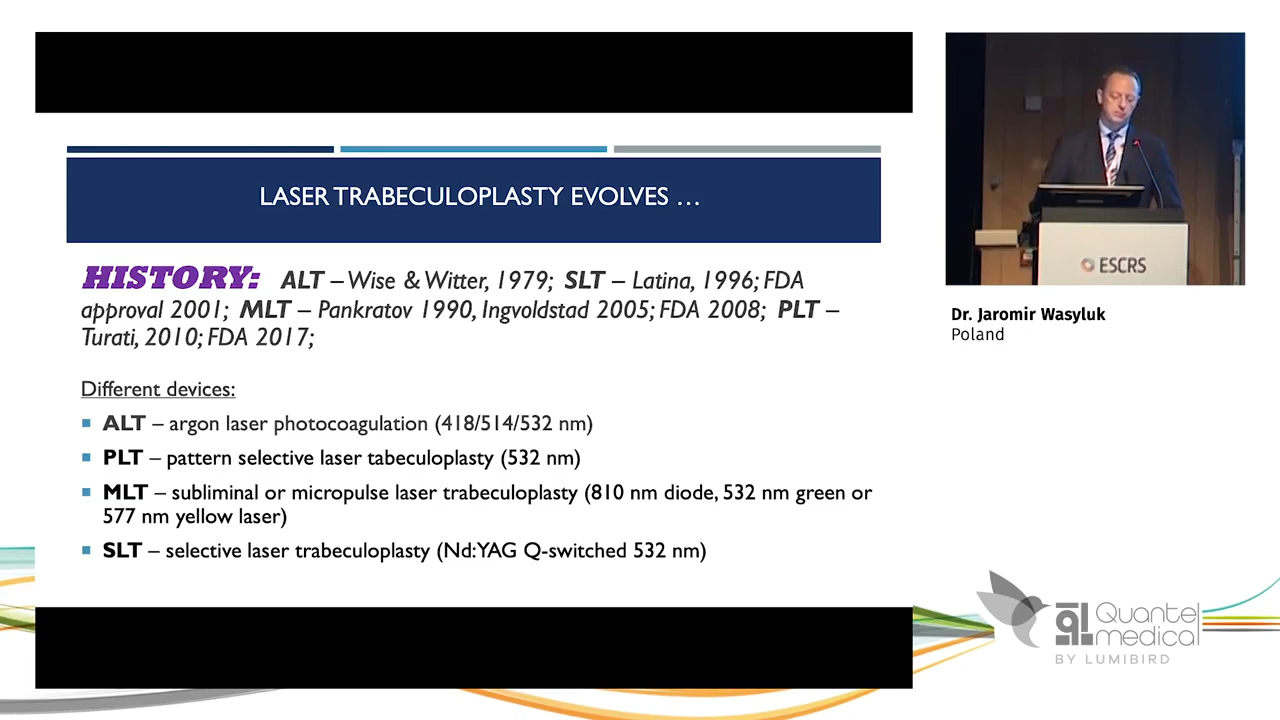 LASER TRABECULOPLASTY EVOLVES …
HISTORY: ALT – Wise & Witter, 1979; SLT – Latina, 1996; FDA
approval 2001; MLT – Pankratov 1990, Ingvoldstad 2005; FDA 2008; PLT –
Turati, 2010; FDA 2017;
Different devices:
ALT – argon laser photocoagulation (418/514/532 nm)
PLT – pattern selective laser tabeculoplasty (532 nm)
MLT – subliminal or micropulse laser trabeculoplasty (810 nm diode, 532 nm green or
577 nm yellow laser)
SLT – selective laser trabeculoplasty (Nd:YAG Q-switched 532 nm)
ESCRS
Dr. Jaromir Wasyluk
Poland
Quantel
medical
BY LUMIBIRD